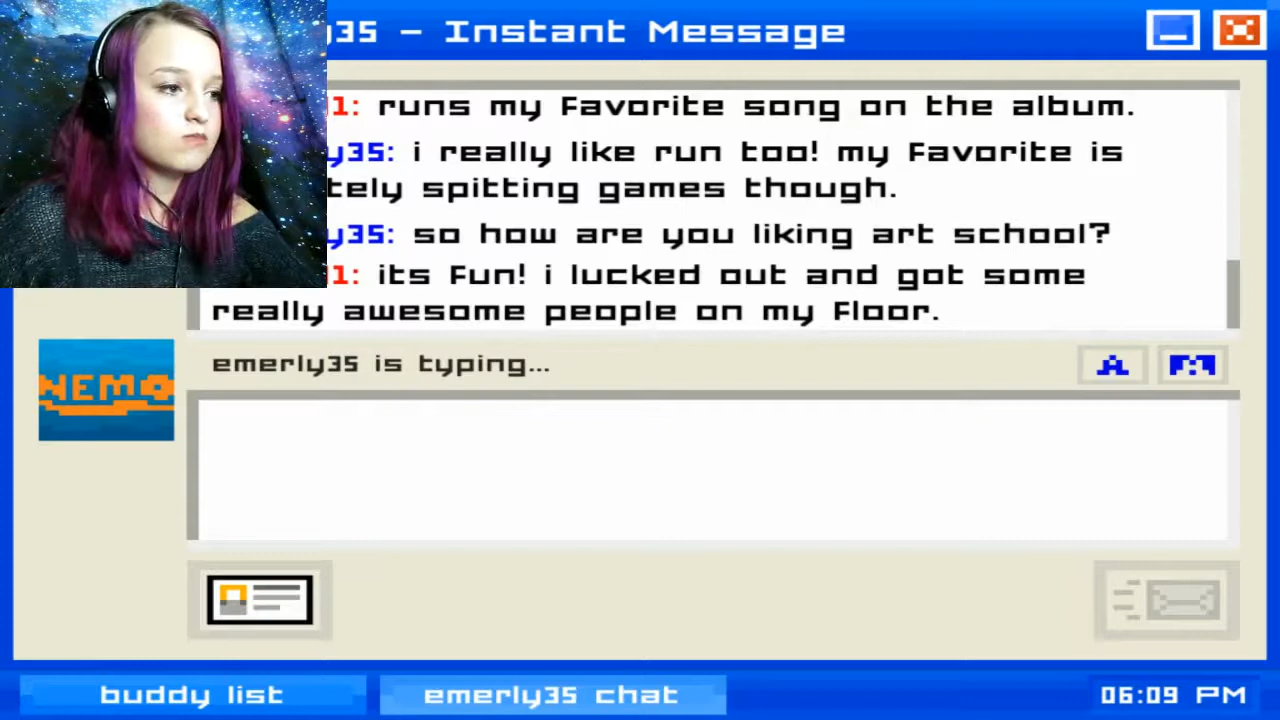 y35 - Instant Message
1: runs my Favorite song on the album.
y35: i really like run too! my Favorite is
tely spitting games though.
y35: so how are you liking art school?
1: its Fun! i lucked out and got some
really awesome people on my Floor.
emerly35 is typing...
A
NEMO
buddy list
emerly35 chat
06:09 PM